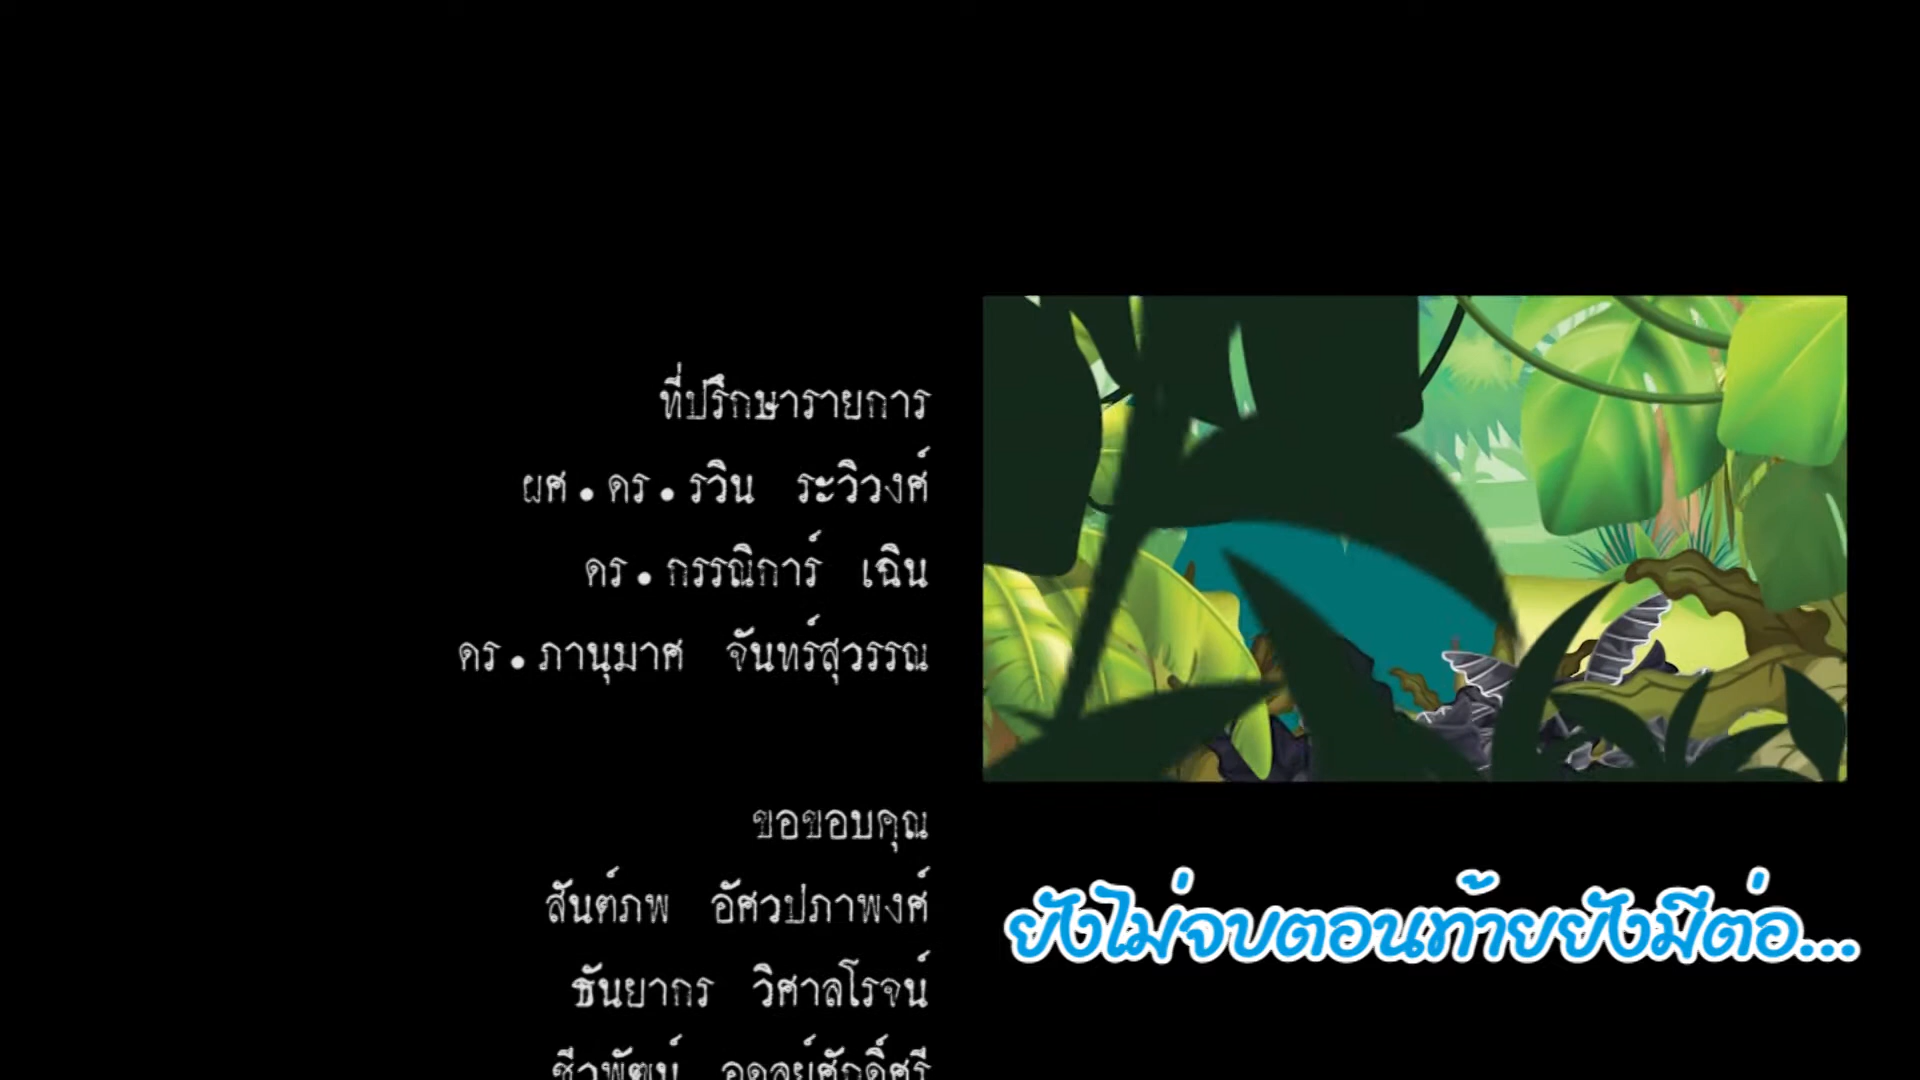 ที่ปรึกษารายการ
ผศ.ดร.รวิน ระวิวงศ์
ดร.กรรณิการ์ เฉิน
ดร.ภานุมาศ จันทร์สุวรรณ
ขอขอบคุณ
สันต์ภพ อัศวปภาพงศ์
ธันยากร วิศาลโรจน์
ยังไม่จบตอนท้ายยังมีต่อ...